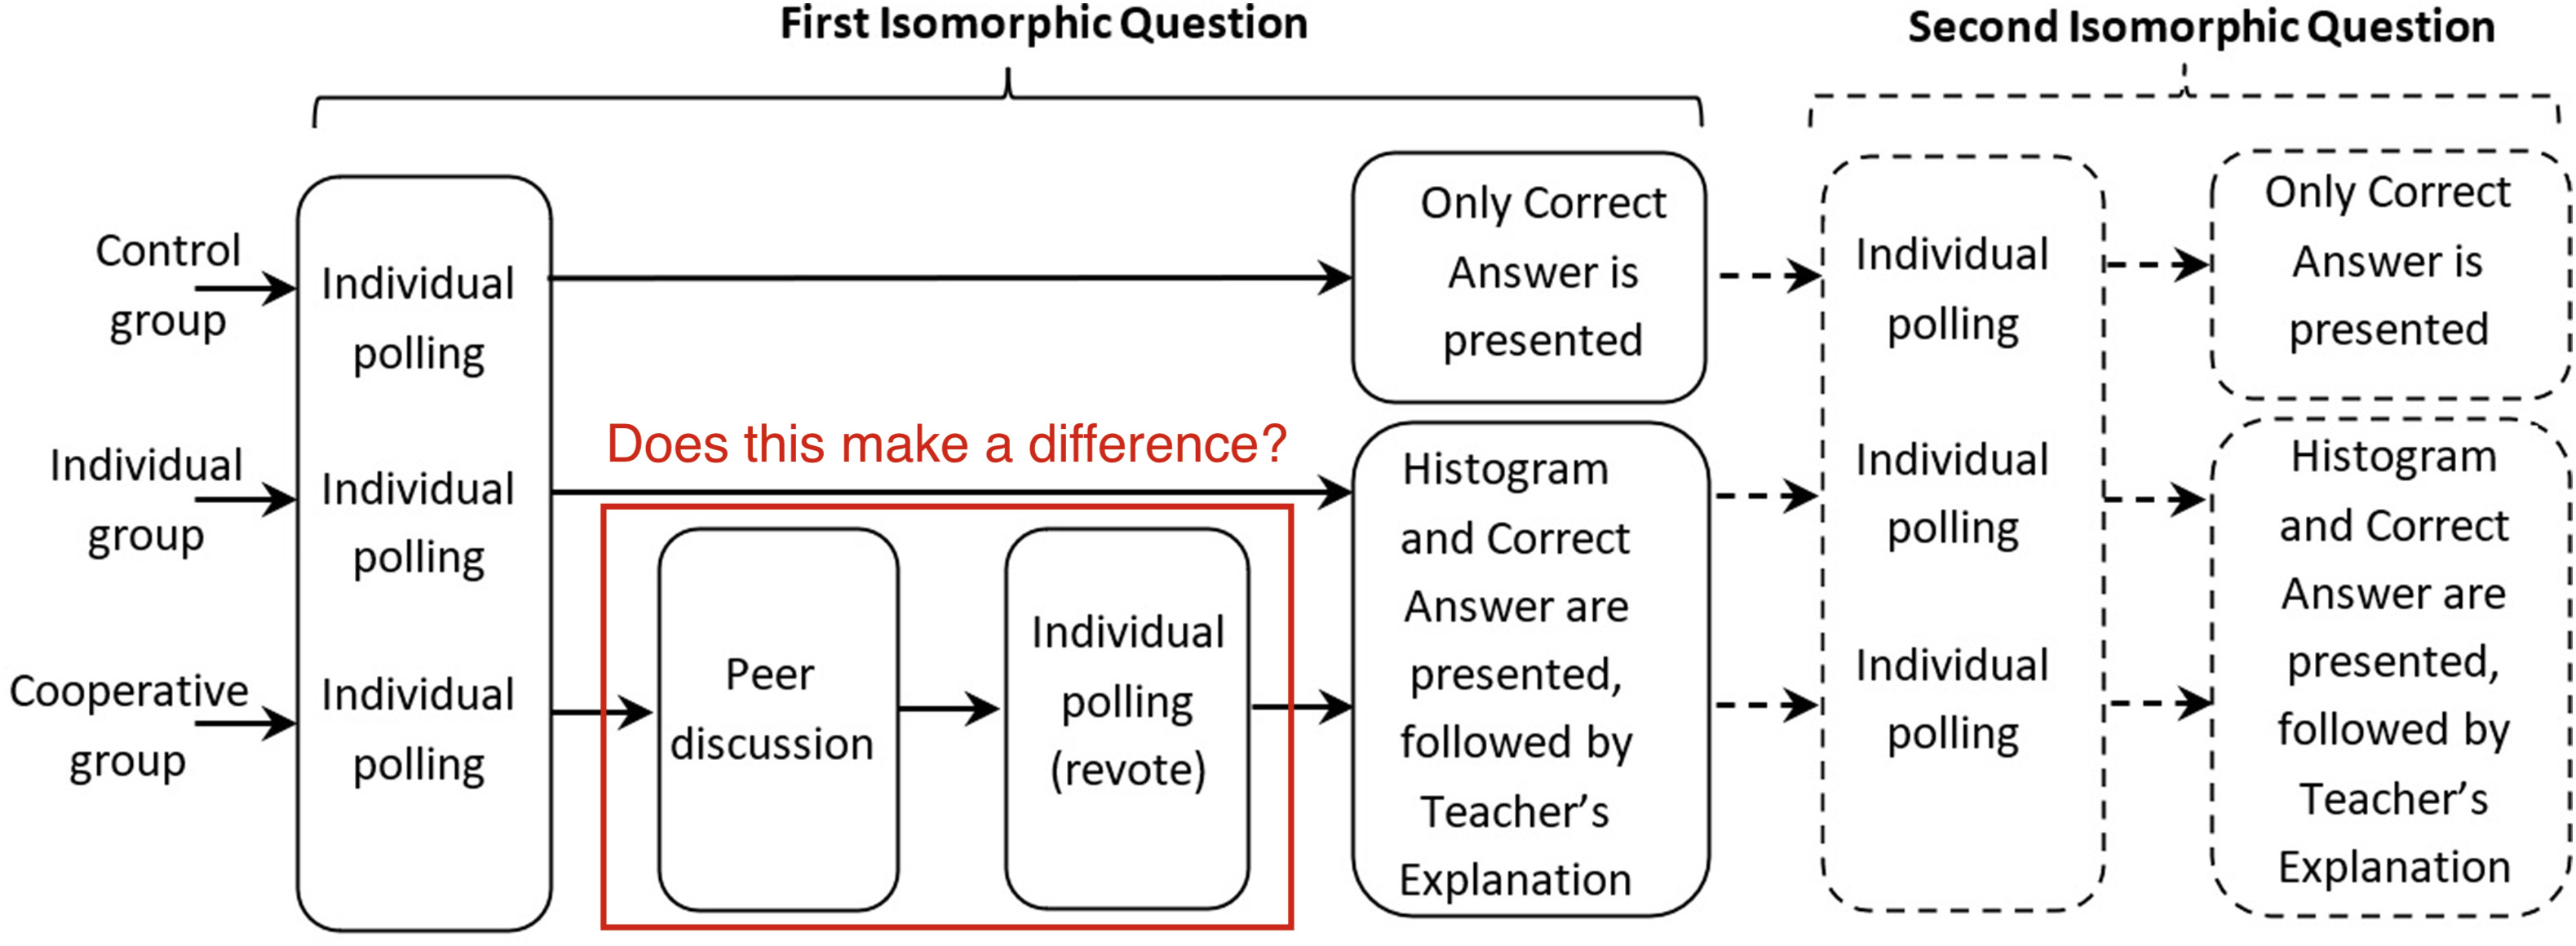 First Isomorphic Question
Second Isomorphic Question
Control
group
Individual
polling
Only Correct
Answer is
presented
Individual
polling
Only Correct
Answer is
presented
Does this make a difference?
Individual
group
Individual
polling
Histogram
and Correct
Answer are
presented,
followed by
Teacher's
Explanation
Individual
polling
Histogram
and Correct
Answer are
presented,
followed by
Teacher's
Explanation
Cooperative
group
Individual
polling
Peer
discussion
Individual
polling
(revote)
Individual
polling